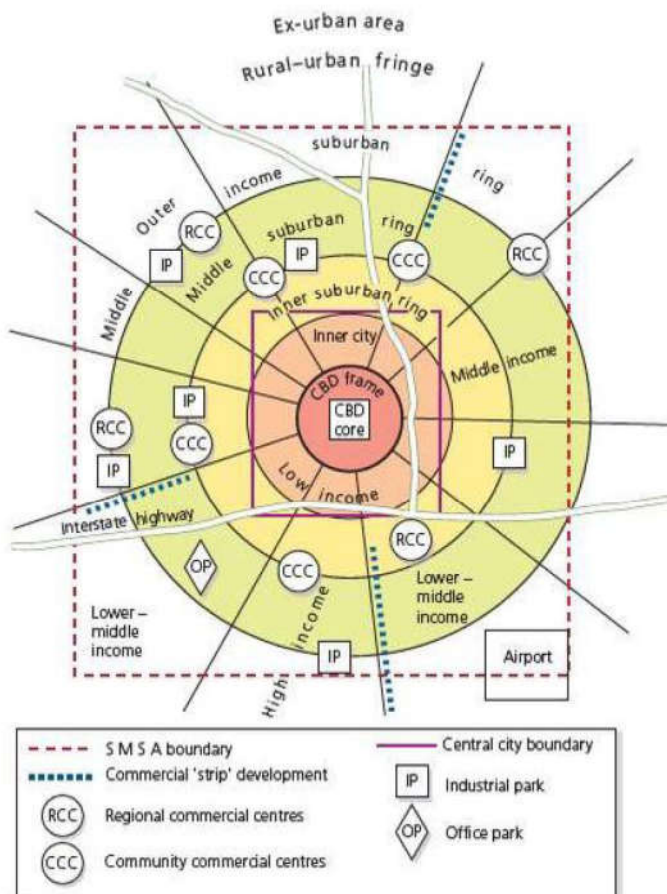 Ex-urban area
Rural–urban fringe
suburban
Outer
income
ring
RCC
suburban
IP
IP
ring
RCC
Middle
Middle
CCC
CCC
Inner suburban ring
Inner city
Middle income
CBD frame
IP
CBD
core
RCC
CCC
IP
IP
Low income
Interstate highway
RCC
OP
CCC
Lower–
middle
income
Lower –
middle
income
High
income
IP
Airport
S M S A boundary
Central city boundary
Commercial 'strip' development
IP
Industrial park
RCC
Regional commercial centres
OP
Office park
CCC
Community commercial centres